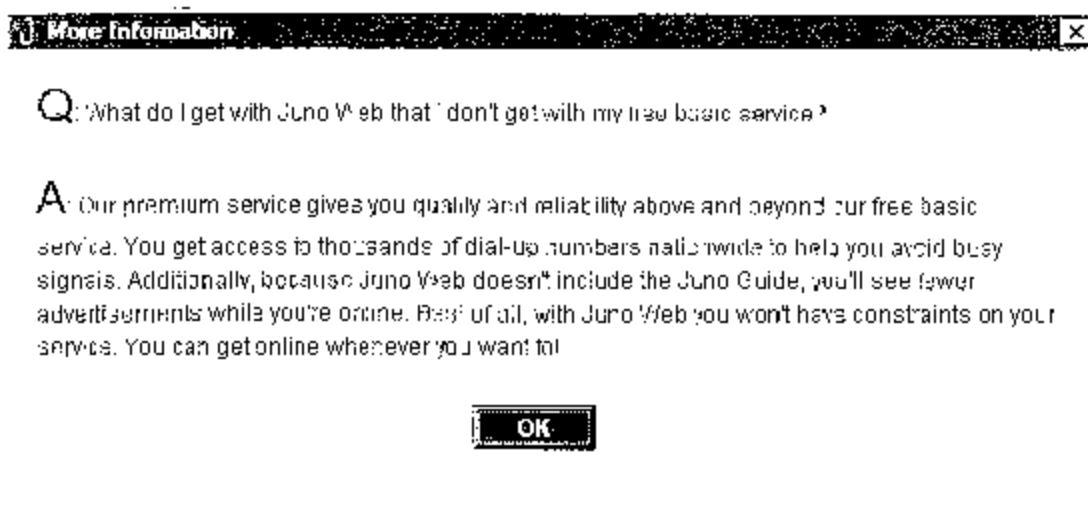 More Information
Q: What do I get with Juno Web that I don't get with my free basic service?
A: Our premium service gives you quality and reliability above and beyond our free basic
service. You get access to thousands of dial-up numbers nationwide to help you avoid busy
signals. Additionally, because Juno Web doesn't include the Juno Guide, you'll see fewer
advertisements while you're online. Best of all, with Juno Web you won't have constraints on your
service. You can get online whenever you want to!
OK